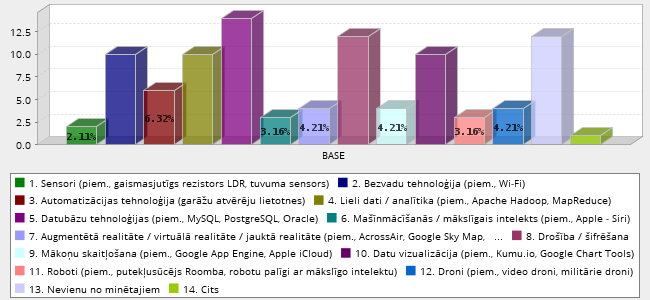 12.5
10.0
7.5
5.0
2.5
0.0
2.11%
6.32%
3.16%
4.21%
4.21%
3.16%
4.21%
BASE
1. Sensori (piem., gaismasjutīgs rezistors LDR, tuvuma sensors) 2. Bezvadu tehnoloģija (piem., Wi-Fi)
3. Automatizācijas tehnoloģija (garāžu atvērēju lietotnes) 4. Lieli dati / analītika (piem., Apache Hadoop, MapReduce)
5. Datubāzu tehnoloģijas (piem., MySQL, PostgreSQL, Oracle) 6. Mašīnmācīšanās / mākslīgais intelekts (piem., Apple - Siri)
7. Augmentētā realitāte / virtuālā realitāte / jauktā realitāte (piem., AcrossAir, Google Sky Map, ... 8. Drošība / šifrēšana
9. Mākoņu skaitļošana (piem., Google App Engine, Apple iCloud) 10. Datu vizualizācija (piem., Kumu.io, Google Chart Tools)
11. Roboti (piem., putekļusūcējs Roomba, robotu palīgi ar mākslīgo intelektu) 12. Droni (piem., video droni, militārie droni)
13. Nevienu no minētajiem 14. Cits